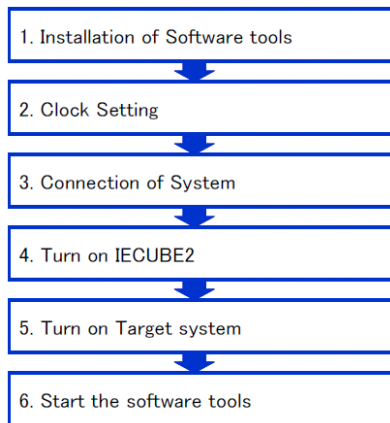 1. Installation of Software tools
2. Clock Setting
3. Connection of System
4. Turn on IECUBE2
5. Turn on Target system
6. Start the software tools